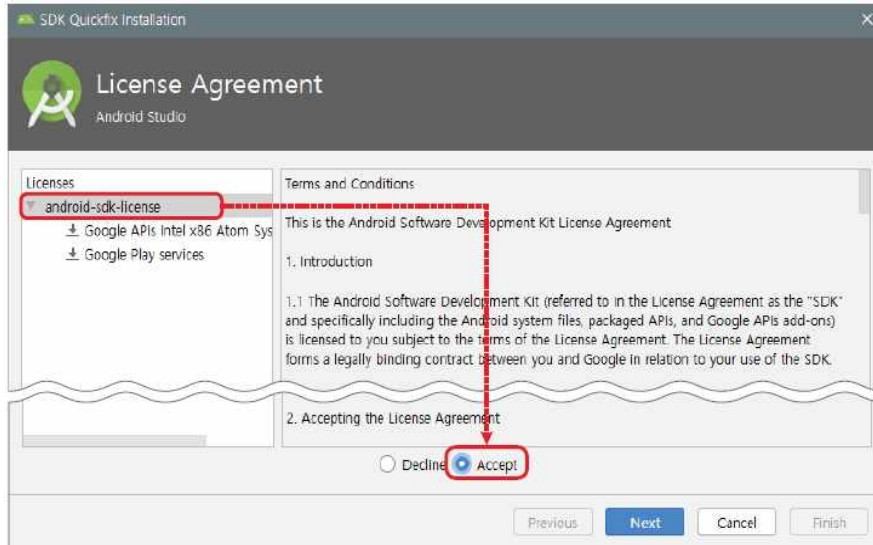 SDK Quickfix Installation
License Agreement
Android Studio
Licenses
android-sdk-license
Google APIs Intel x86 Atom Sys
Google Play services
Terms and Conditions
This is the Android Software Development Kit License Agreement
1. Introduction
1.1 The Android Software Development Kit (referred to in the License Agreement as the "SDK"
and specifically including the Android system files, packaged APIs, and Google APIs add-ons)
is licensed to you subject to the terms of the License Agreement. The License Agreement
forms a legally binding contract between you and Google in relation to your use of the SDK.
2. Accepting the License Agreement
Decline Accept
Previous Next Cancel Finish